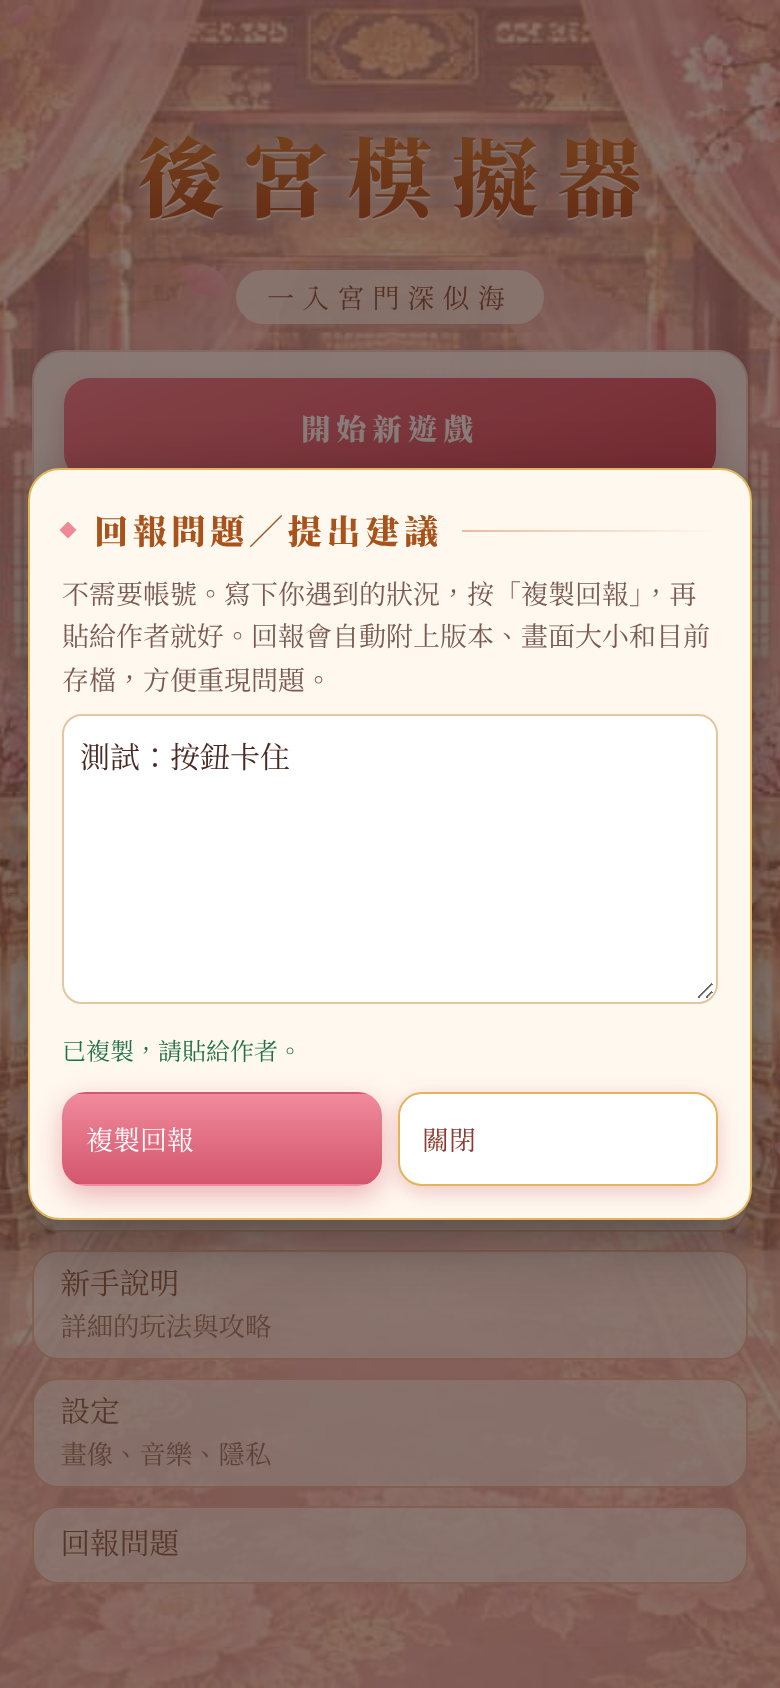 後宮模擬器
一入宮門深似海
開始新遊戲
回報問題／提出建議
不需要帳號。寫下你遇到的狀況，按「複製回報」，再
貼給作者就好。回報會自動附上版本、畫面大小和目前
存檔，方便重現問題。
測試：按鈕卡住
已複製，請貼給作者。
複製回報
關閉
新手說明
詳細的玩法與攻略
設定
畫像、音樂、隱私
回報問題